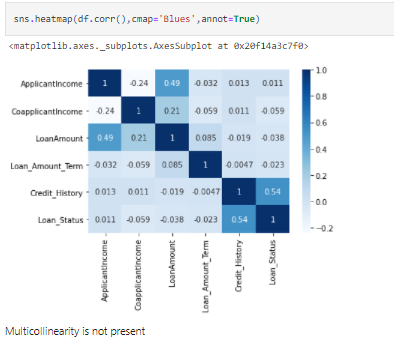 sns.heatmap(df.corr(),cmap='Blues',annot=True)
<matplotlib.axes._subplots.AxesSubplot at 0x20f14a3c7f0>
ApplicantIncome 1 -0.24 0.49 -0.032 0.013 0.011
CoapplicantIncome -0.24 1 0.21 -0.059 0.011 -0.059
LoanAmount 0.49 0.21 1 0.085 -0.019 -0.038
Loan_Amount_Term -0.032 -0.059 0.085 1 -0.0047 -0.023
Credit_History 0.013 0.011 -0.019 -0.0047 1 0.54
Loan_Status 0.011 -0.059 -0.038 -0.023 0.54 1
ApplicantIncome
CoapplicantIncome
LoanAmount
Loan_Amount_Term
Credit_History
Loan_Status
1.0
0.8
0.6
0.4
0.2
0.0
-0.2
Multicollinearity is not present